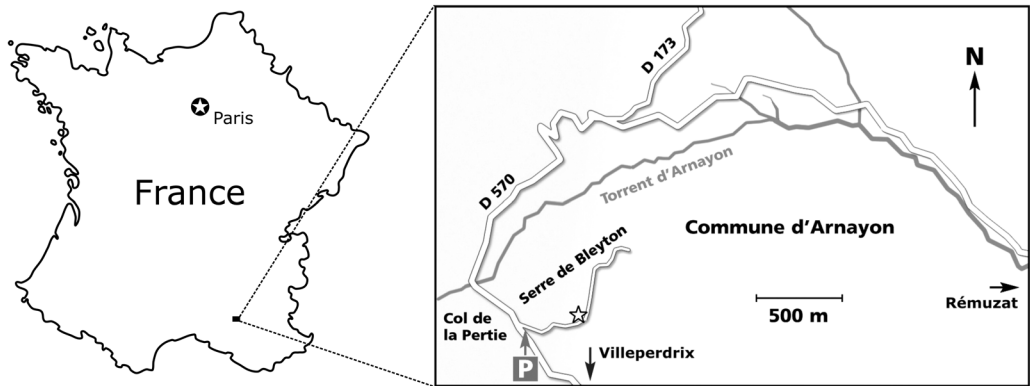 Paris
France
D 173
N
D 570
Torrent d'Arnayon
Commune d'Arnayon
Serre de Bleyton
Rémuzat
500 m
Col de
la Pertie
Villeperdrix
P